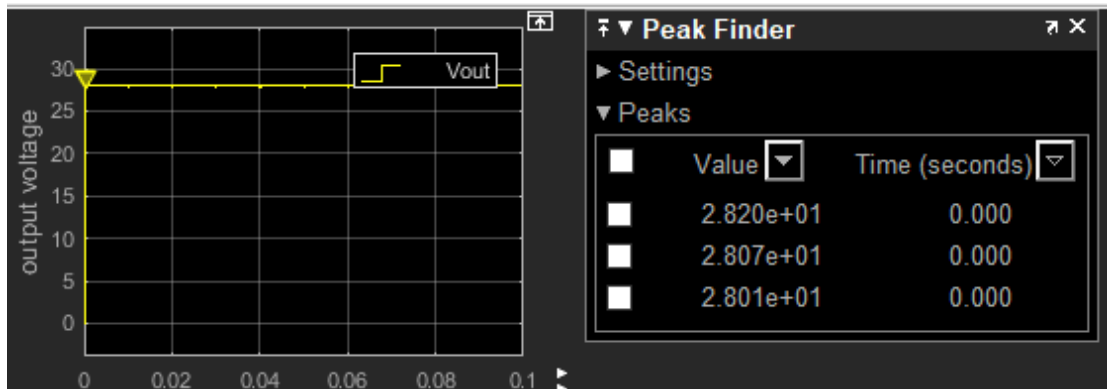 Peak Finder
Settings
Peaks
Value Time (seconds)
2.820e+01 0.000
2.807e+01 0.000
2.801e+01 0.000
Vout
output voltage
30
25
20
15
10
5
0
0 0.02 0.04 0.06 0.08 0.1